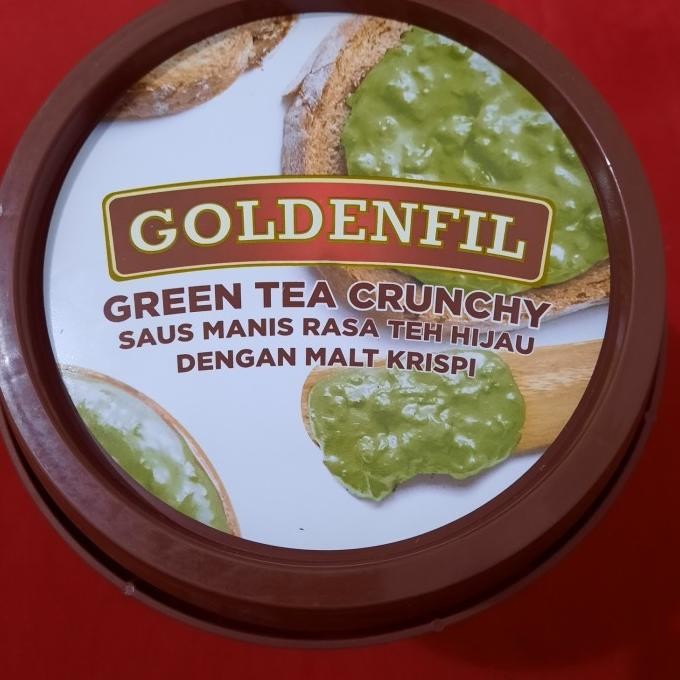 GOLDENFIL
GREEN TEA CRUNCHY
SAUS MANIS RASA TEH HIJAU
DENGAN MALT KRISPI